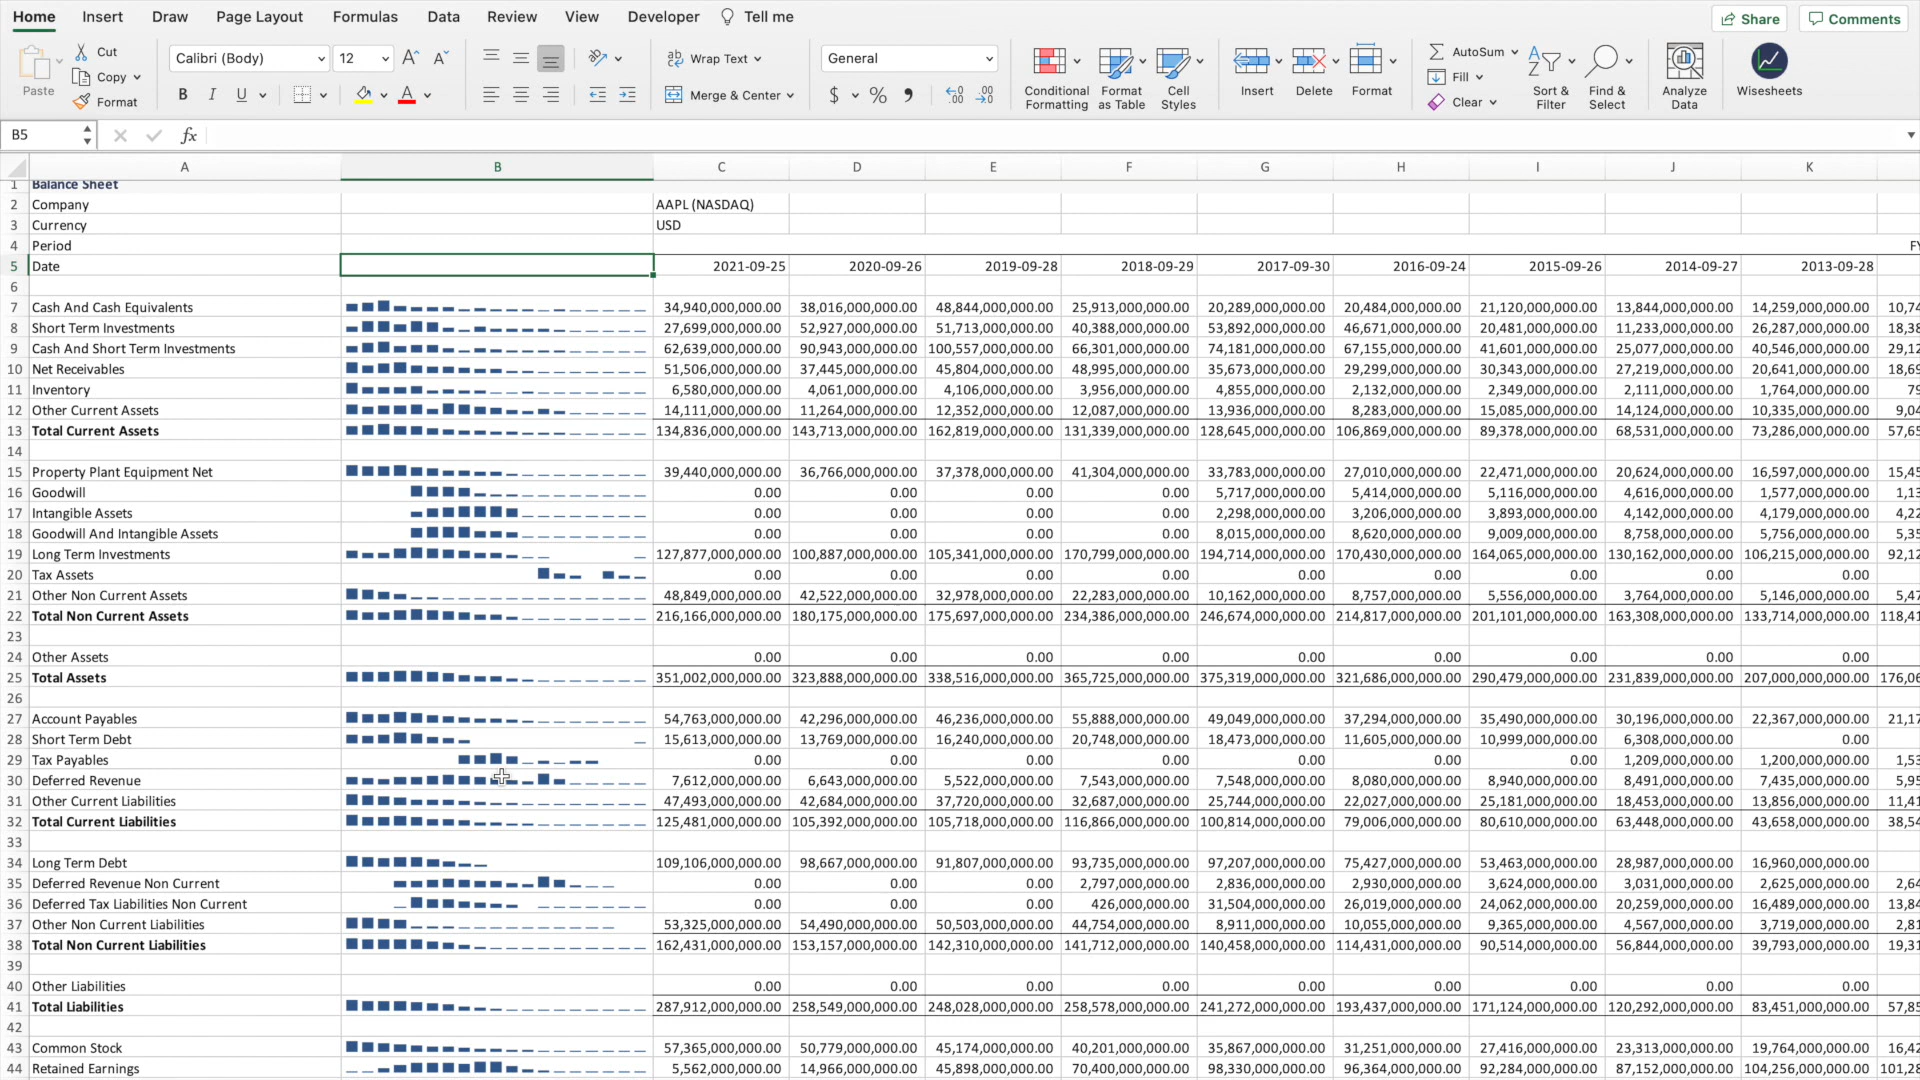 Home Insert Draw Page Layout Formulas Data Review View Developer Tell me Share Comments
Paste Cut Copy Format
Calibri (Body) 12 A A
B I U A
ab c Wrap Text
Merge & Center
General
$ % 9 .00 .00
Conditional Formatting Format as Table Cell Styles Insert Delete Format
AutoSum Fill Clear Sort & Filter Find & Select Analyze Data Wisesheets
B5 fx
A B C D E F G H I J K
1 Balance Sheet
2 Company AAPL (NASDAQ)
3 Currency USD
4 Period
5 Date 2021-09-25 2020-09-26 2019-09-28 2018-09-29 2017-09-30 2016-09-24 2015-09-26 2014-09-27 2013-09-28
6
7 Cash And Cash Equivalents 34,940,000,000.00 38,016,000,000.00 48,844,000,000.00 25,913,000,000.00 20,289,000,000.00 20,484,000,000.00 21,120,000,000.00 13,844,000,000.00 14,259,000,000.00 10,74
8 Short Term Investments 27,699,000,000.00 52,927,000,000.00 51,713,000,000.00 40,388,000,000.00 53,892,000,000.00 46,671,000,000.00 20,481,000,000.00 11,233,000,000.00 26,287,000,000.00 18,38
9 Cash And Short Term Investments 62,639,000,000.00 90,943,000,000.00 100,557,000,000.00 66,301,000,000.00 74,181,000,000.00 67,155,000,000.00 41,601,000,000.00 25,077,000,000.00 40,546,000,000.00 29,12
10 Net Receivables 51,506,000,000.00 37,445,000,000.00 45,804,000,000.00 48,995,000,000.00 35,673,000,000.00 29,299,000,000.00 30,343,000,000.00 27,219,000,000.00 20,641,000,000.00 18,69
11 Inventory 6,580,000,000.00 4,061,000,000.00 4,106,000,000.00 3,956,000,000.00 4,855,000,000.00 2,132,000,000.00 2,349,000,000.00 2,111,000,000.00 1,764,000,000.00 79
12 Other Current Assets 14,111,000,000.00 11,264,000,000.00 12,352,000,000.00 12,087,000,000.00 13,936,000,000.00 8,283,000,000.00 15,085,000,000.00 14,124,000,000.00 10,335,000,000.00 9,04
13 Total Current Assets 134,836,000,000.00 143,713,000,000.00 162,819,000,000.00 131,339,000,000.00 128,645,000,000.00 106,869,000,000.00 89,378,000,000.00 68,531,000,000.00 73,286,000,000.00 57,65
14
15 Property Plant Equipment Net 39,440,000,000.00 36,766,000,000.00 37,378,000,000.00 41,304,000,000.00 33,783,000,000.00 27,010,000,000.00 22,471,000,000.00 20,624,000,000.00 16,597,000,000.00 15,45
16 Goodwill 0.00 0.00 0.00 0.00 5,717,000,000.00 5,414,000,000.00 5,116,000,000.00 4,616,000,000.00 1,577,000,000.00 1,13
17 Intangible Assets 0.00 0.00 0.00 0.00 2,298,000,000.00 3,206,000,000.00 3,893,000,000.00 4,142,000,000.00 4,179,000,000.00 4,22
18 Goodwill And Intangible Assets 0.00 0.00 0.00 0.00 8,015,000,000.00 8,620,000,000.00 9,009,000,000.00 8,758,000,000.00 5,756,000,000.00 5,35
19 Long Term Investments 127,877,000,000.00 100,887,000,000.00 105,341,000,000.00 170,799,000,000.00 194,714,000,000.00 170,430,000,000.00 164,065,000,000.00 130,162,000,000.00 106,215,000,000.00 92,12
20 Tax Assets 0.00 0.00 0.00 0.00 0.00 0.00 0.00 0.00 0.00
21 Other Non Current Assets 48,849,000,000.00 42,522,000,000.00 32,978,000,000.00 22,283,000,000.00 10,162,000,000.00 8,757,000,000.00 5,556,000,000.00 3,764,000,000.00 5,146,000,000.00 5,47
22 Total Non Current Assets 216,166,000,000.00 180,175,000,000.00 175,697,000,000.00 234,386,000,000.00 246,674,000,000.00 214,817,000,000.00 201,101,000,000.00 163,308,000,000.00 133,714,000,000.00 118,41
23
24 Other Assets 0.00 0.00 0.00 0.00 0.00 0.00 0.00 0.00 0.00
25 Total Assets 351,002,000,000.00 323,888,000,000.00 338,516,000,000.00 365,725,000,000.00 375,319,000,000.00 321,686,000,000.00 290,479,000,000.00 231,839,000,000.00 207,000,000,000.00 176,06
26
27 Account Payables 54,763,000,000.00 42,296,000,000.00 46,236,000,000.00 55,888,000,000.00 49,049,000,000.00 37,294,000,000.00 35,490,000,000.00 30,196,000,000.00 22,367,000,000.00 21,17
28 Short Term Debt 15,613,000,000.00 13,769,000,000.00 16,240,000,000.00 20,748,000,000.00 18,473,000,000.00 11,605,000,000.00 10,999,000,000.00 6,308,000,000.00 0.00
29 Tax Payables 0.00 0.00 0.00 0.00 0.00 0.00 0.00 1,209,000,000.00 1,200,000,000.00 1,53
30 Deferred Revenue 7,612,000,000.00 6,643,000,000.00 5,522,000,000.00 7,543,000,000.00 7,548,000,000.00 8,080,000,000.00 8,940,000,000.00 8,491,000,000.00 7,435,000,000.00 5,95
31 Other Current Liabilities 47,493,000,000.00 42,684,000,000.00 37,720,000,000.00 32,687,000,000.00 25,744,000,000.00 22,027,000,000.00 25,181,000,000.00 18,453,000,000.00 13,856,000,000.00 11,41
32 Total Current Liabilities 125,481,000,000.00 105,392,000,000.00 105,718,000,000.00 116,866,000,000.00 100,814,000,000.00 79,006,000,000.00 80,610,000,000.00 63,448,000,000.00 43,658,000,000.00 38,54
33
34 Long Term Debt 109,106,000,000.00 98,667,000,000.00 91,807,000,000.00 93,735,000,000.00 97,207,000,000.00 75,427,000,000.00 53,463,000,000.00 28,987,000,000.00 16,960,000,000.00
35 Deferred Revenue Non Current 0.00 0.00 0.00 2,797,000,000.00 2,836,000,000.00 2,930,000,000.00 3,624,000,000.00 3,031,000,000.00 2,625,000,000.00 2,64
36 Deferred Tax Liabilities Non Current 0.00 0.00 0.00 426,000,000.00 31,504,000,000.00 26,019,000,000.00 24,062,000,000.00 20,259,000,000.00 16,489,000,000.00 13,84
37 Other Non Current Liabilities 53,325,000,000.00 54,490,000,000.00 50,503,000,000.00 44,754,000,000.00 8,911,000,000.00 10,055,000,000.00 9,365,000,000.00 4,567,000,000.00 3,719,000,000.00 2,81
38 Total Non Current Liabilities 162,431,000,000.00 153,157,000,000.00 142,310,000,000.00 141,712,000,000.00 140,458,000,000.00 114,431,000,000.00 90,514,000,000.00 56,844,000,000.00 39,793,000,000.00 19,31
39
40 Other Liabilities 0.00 0.00 0.00 0.00 0.00 0.00 0.00 0.00 0.00
41 Total Liabilities 287,912,000,000.00 258,549,000,000.00 248,028,000,000.00 258,578,000,000.00 241,272,000,000.00 193,437,000,000.00 171,124,000,000.00 120,292,000,000.00 83,451,000,000.00 57,85
42
43 Common Stock 57,365,000,000.00 50,779,000,000.00 45,174,000,000.00 40,201,000,000.00 35,867,000,000.00 31,251,000,000.00 27,416,000,000.00 23,313,000,000.00 19,764,000,000.00 16,42
44 Retained Earnings 5,562,000,000.00 14,966,000,000.00 45,898,000,000.00 70,400,000,000.00 98,330,000,000.00 96,364,000,000.00 92,284,000,000.00 87,152,000,000.00 104,256,000,000.00 101,28